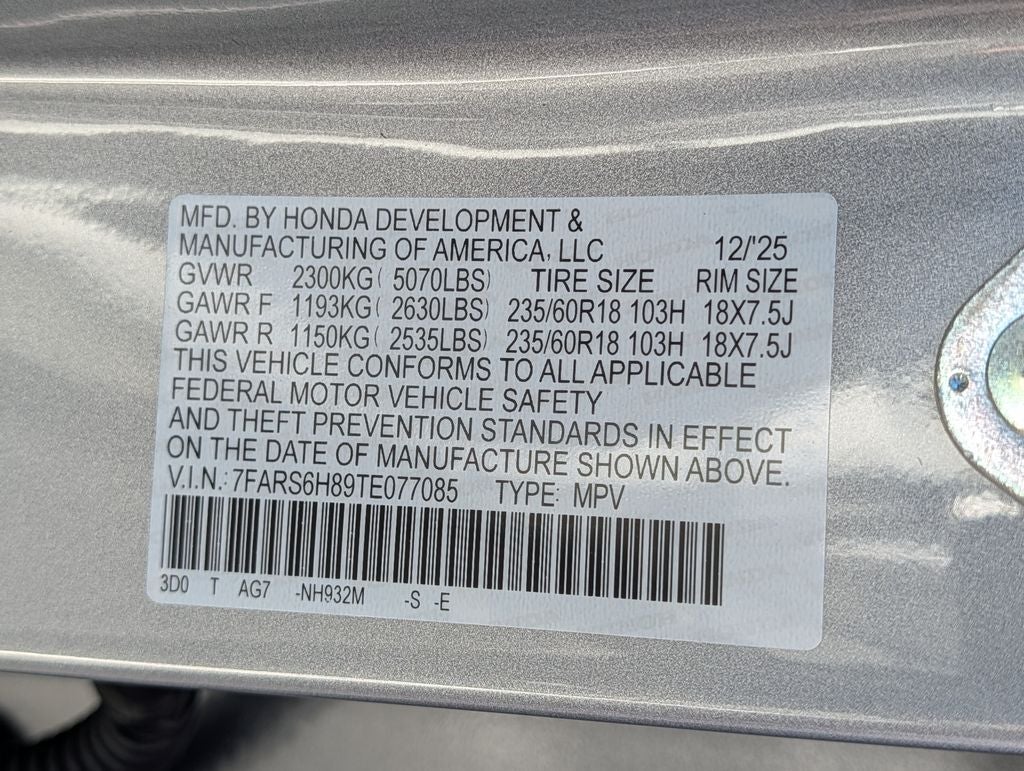 MFD. BY HONDA DEVELOPMENT &
MANUFACTURING OF AMERICA, LLC 12/'25
GVWR 2300KG( 5070LBS) TIRE SIZE RIM SIZE
GAWR F 1193KG( 2630LBS) 235/60R18 103H 18X7.5J
GAWR R 1150KG( 2535LBS) 235/60R18 103H 18X7.5J
THIS VEHICLE CONFORMS TO ALL APPLICABLE
FEDERAL MOTOR VEHICLE SAFETY
AND THEFT PREVENTION STANDARDS IN EFFECT
ON THE DATE OF MANUFACTURE SHOWN ABOVE.
V.I.N.: 7FARS6H89TE077085 TYPE: MPV
3D0 T AG7 -NH932M -S -E